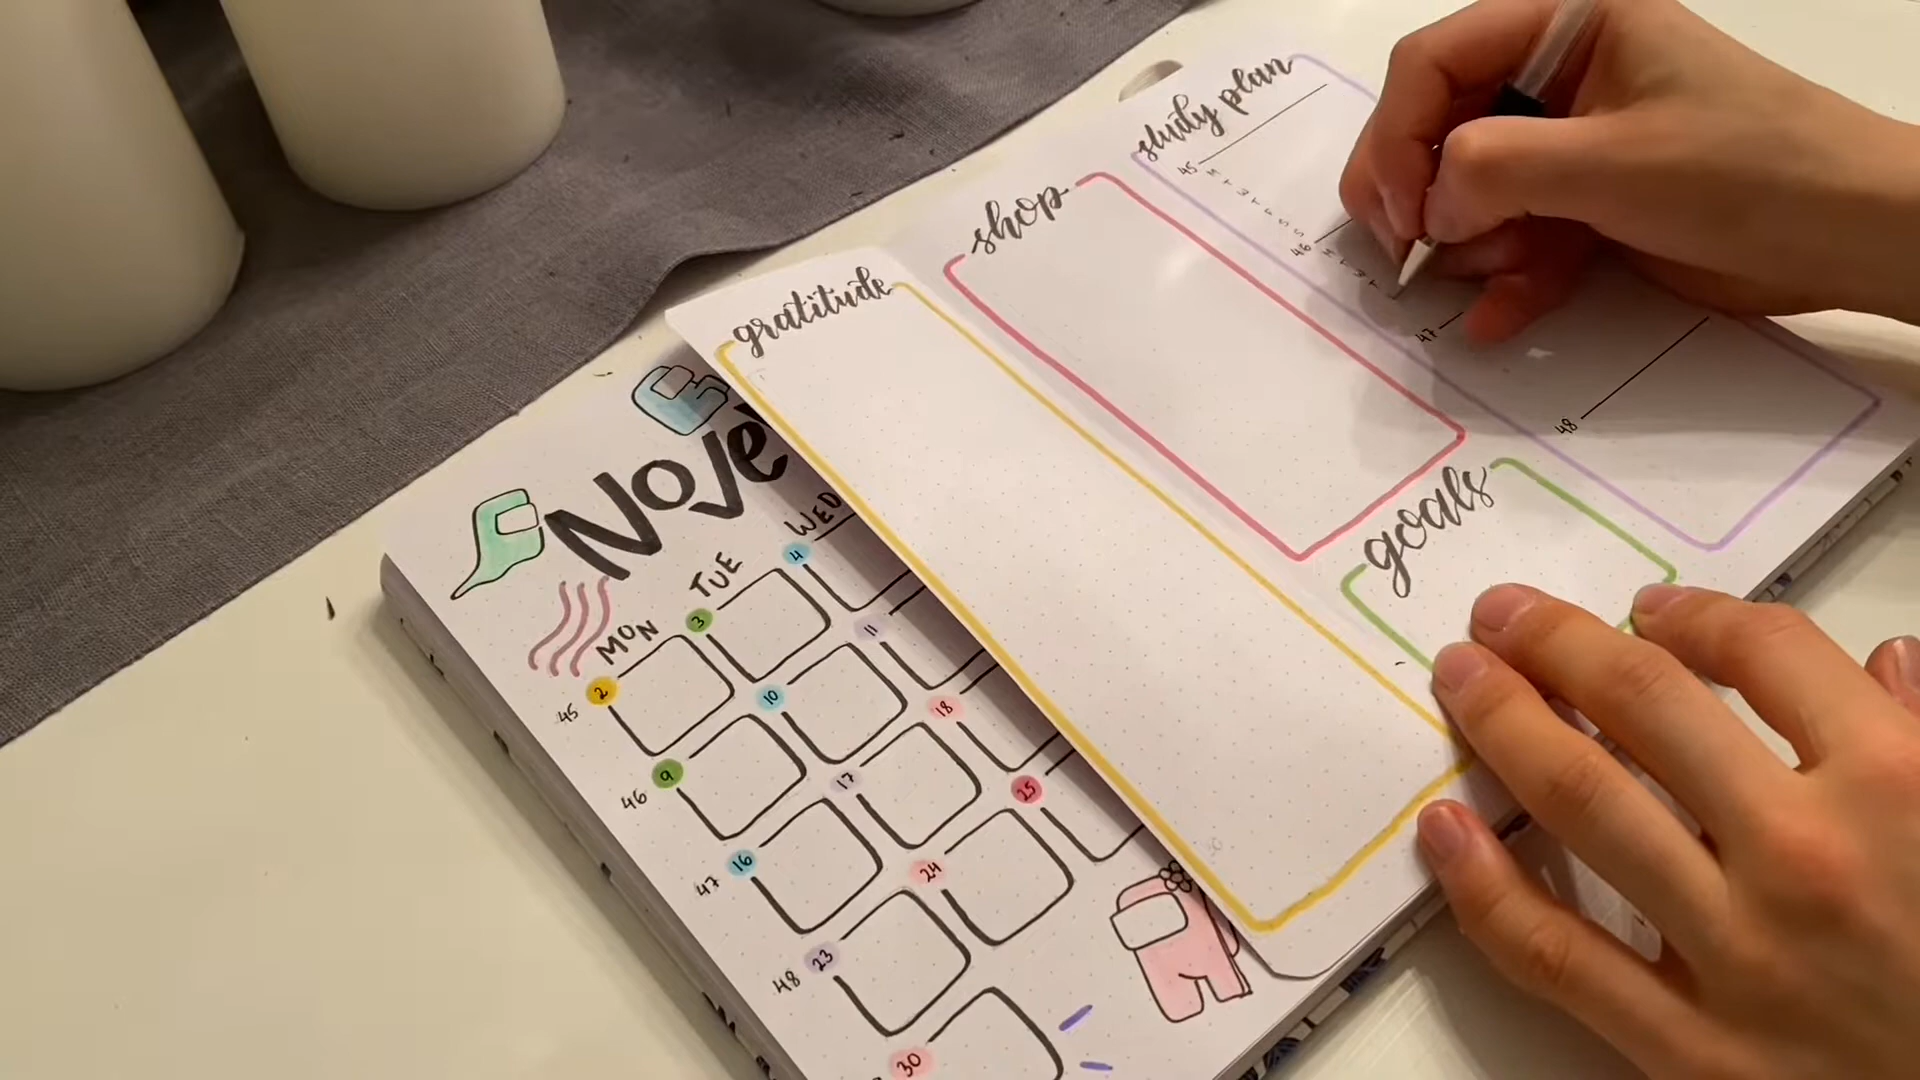 Nove
MON TUE WED
45 2 3 4
46 9 10 11
47 16 17 18
48 23 24 25
30
gratitude
shop
study plan
45
M
T
W
T
F
S
S
46
M
T
W
T
47
48
goals